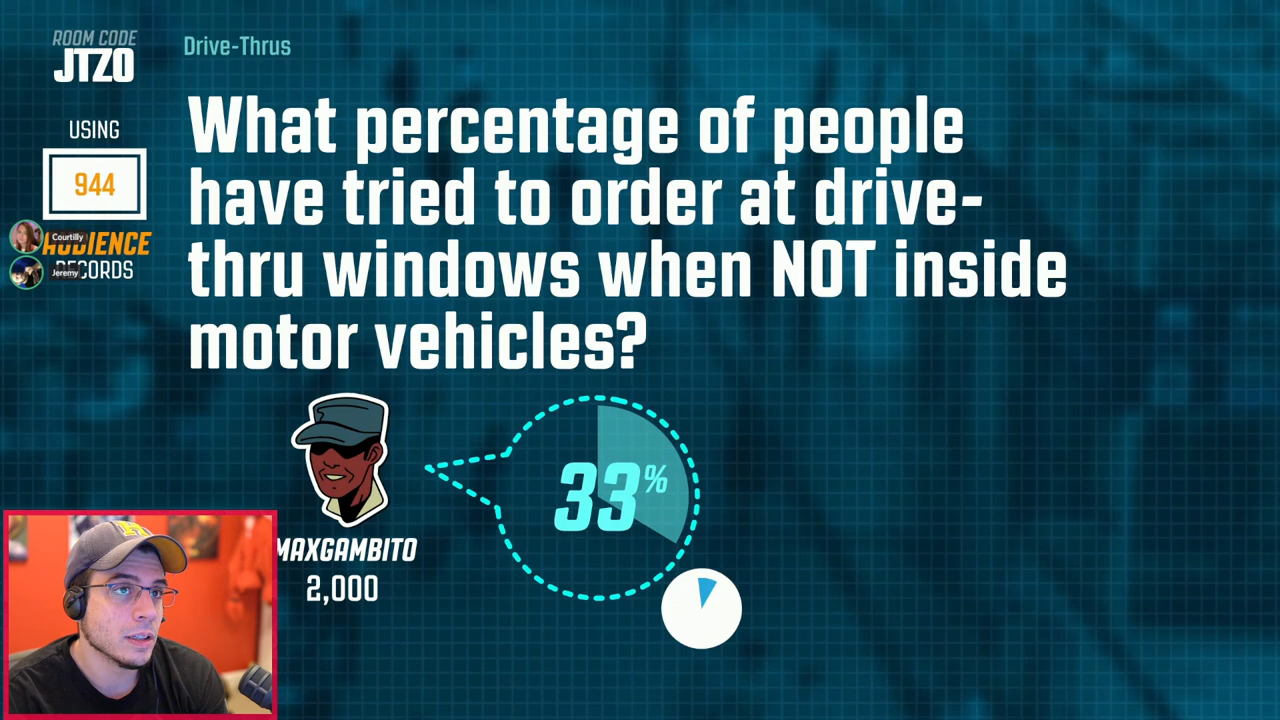 ROOM CODE
JTZO
Drive-Thrus
What percentage of people
have tried to order at drive-
thru windows when NOT inside
motor vehicles?
USING
944
AUDIENCE
RECORDS
Courtilly
Jeremy
33%
MAXGAMBITO
2,000